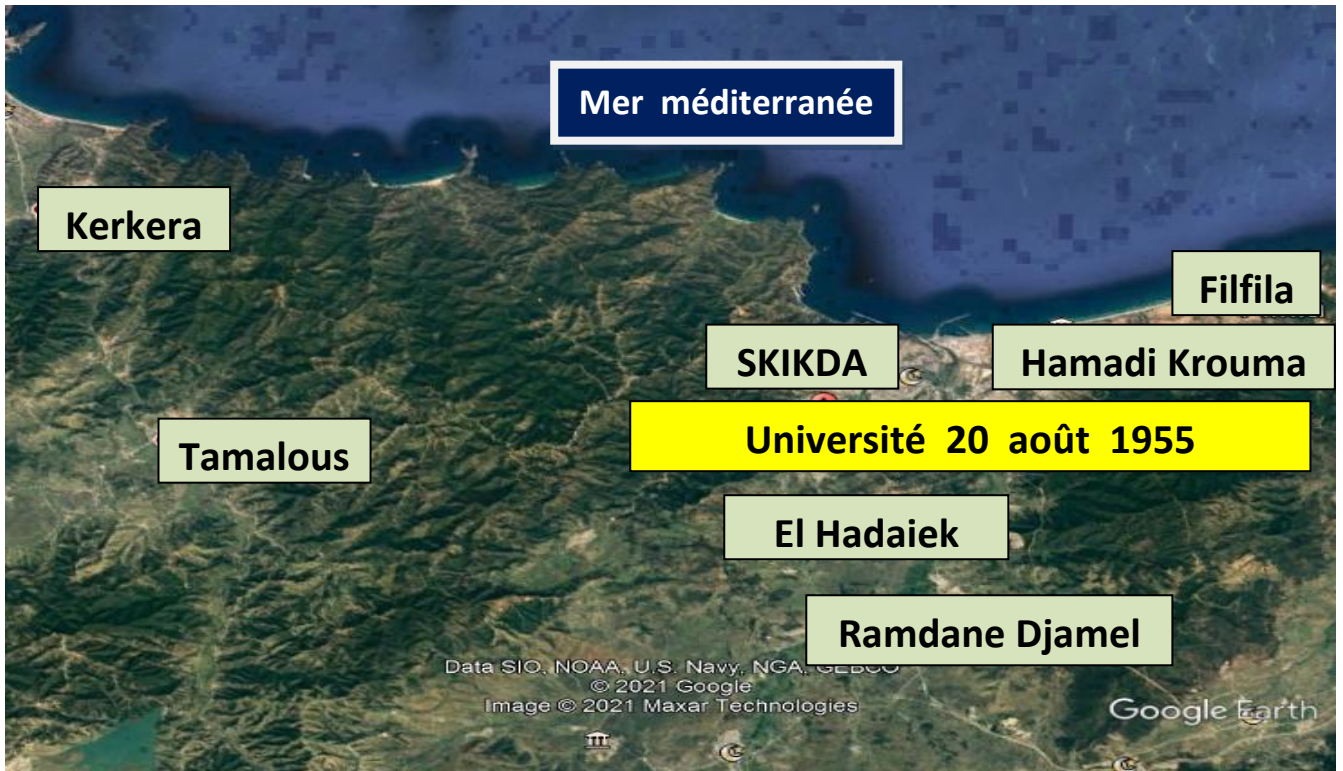 Mer méditerranée
Kerkera
Filfila
SKIKDA
Hamadi Krouma
Université 20 août 1955
Tamalous
El Hadaiek
Ramdane Djamel
Data SIO, NOAA, U.S. Navy, NGA, GEBCO
© 2021 Google
Image © 2021 Maxar Technologies
Google Earth